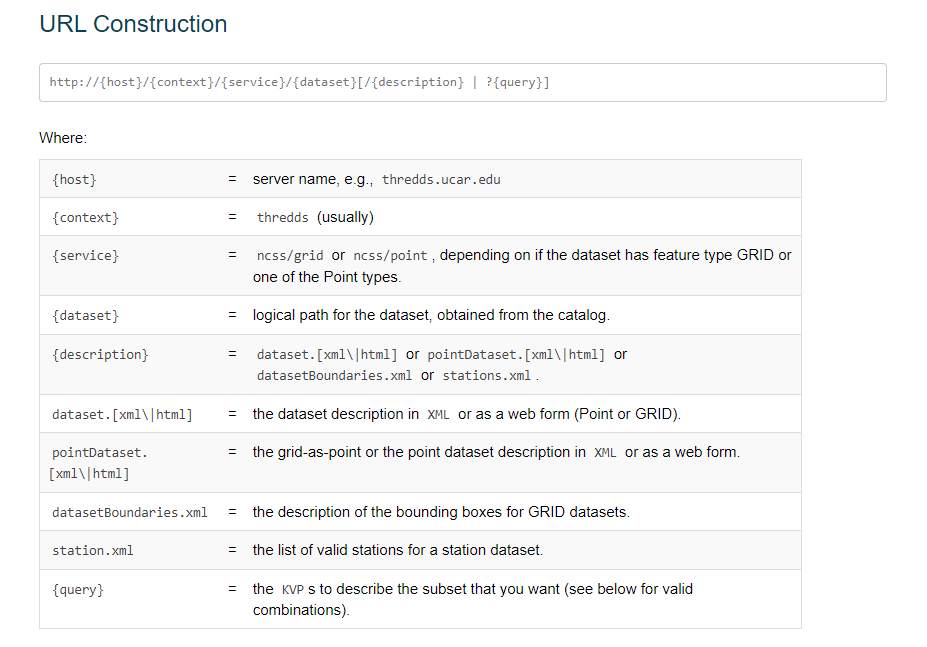 URL Construction
http://{host}/{context}/{service}/{dataset}[/{description} | ?{query}]
Where:
{host} = server name, e.g., thredds.ucar.edu
{context} = thredds (usually)
{service} = ncss/grid or ncss/point , depending on if the dataset has feature type GRID or
one of the Point types.
{dataset} = logical path for the dataset, obtained from the catalog.
{description} = dataset.[xml\|html] or pointDataset.[xml\|html] or
datasetBoundaries.xml or stations.xml .
dataset.[xml\|html] = the dataset description in XML or as a web form (Point or GRID).
pointDataset. = the grid-as-point or the point dataset description in XML or as a web form.
[xml\|html]
datasetBoundaries.xml = the description of the bounding boxes for GRID datasets.
station.xml = the list of valid stations for a station dataset.
{query} = the KVP s to describe the subset that you want (see below for valid
combinations).